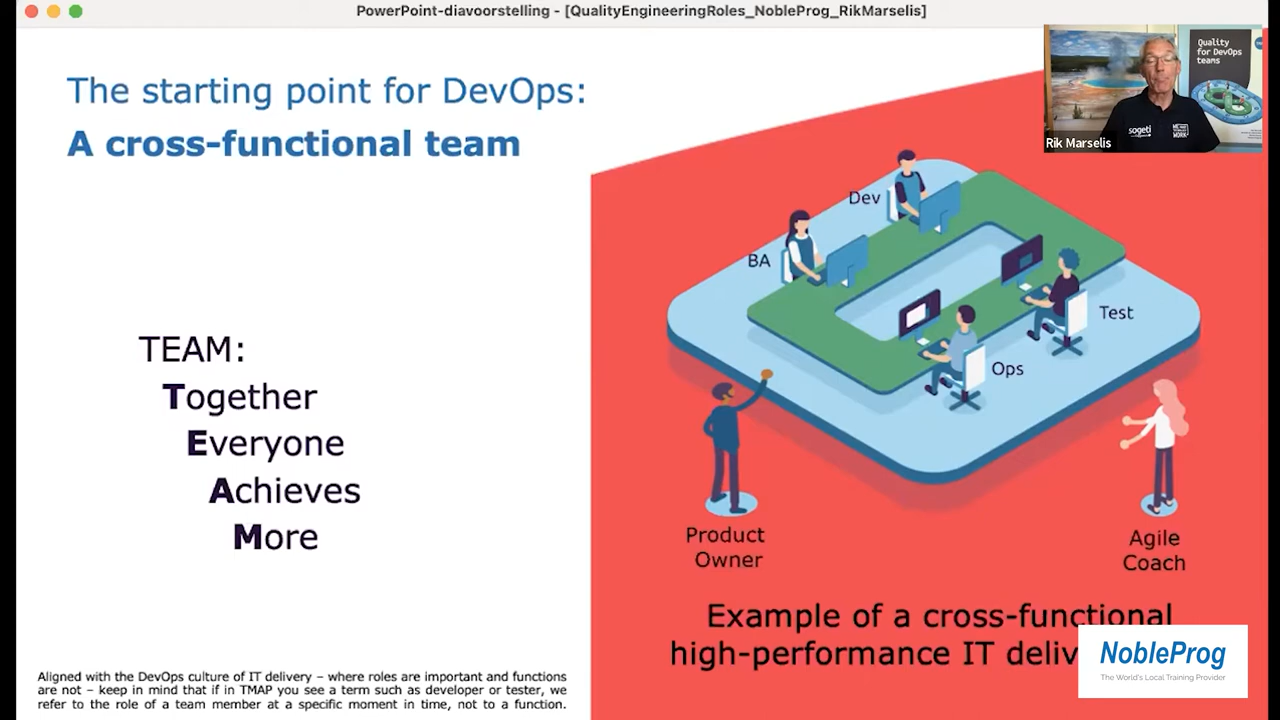 PowerPoint-diavoorstelling - [QualityEngineeringRoles_NobleProg_RikMarselis]
The starting point for DevOps:
A cross-functional team
Quality
for DevOps
teams
sogeti
Rik Marselis
Dev
BA
Test
Ops
TEAM:
Together
Everyone
Achieves
More
Product
Owner
Agile
Coach
Example of a cross-functional
high-performance IT
NobleProg
The World's Local Training Provider
Aligned with the DevOps culture of IT delivery – where roles are important and functions
are not – keep in mind that if in TMAP you see a term such as developer or tester, we
refer to the role of a team member at a specific moment in time, not to a function.